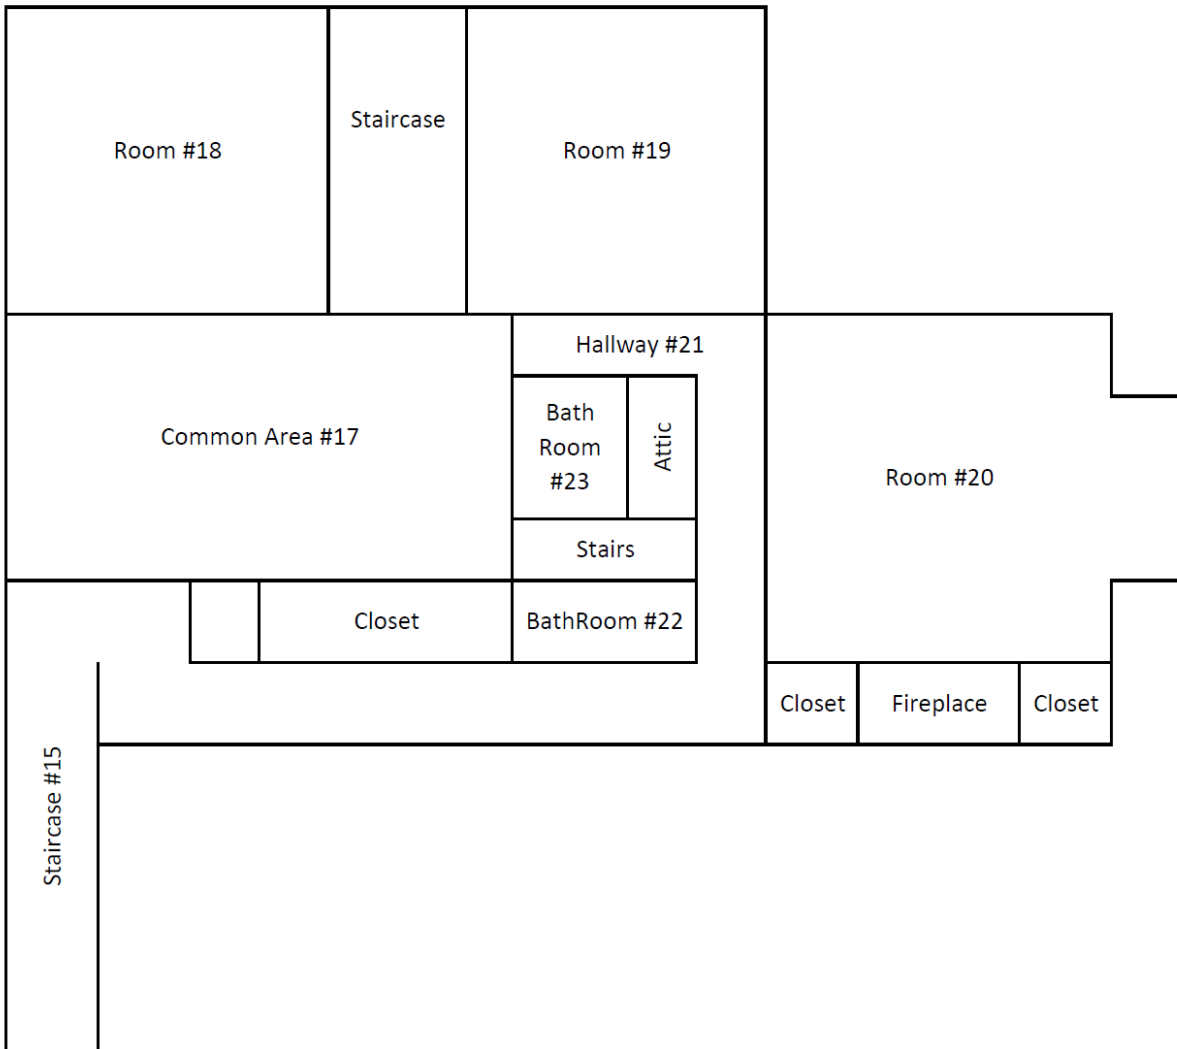 Staircase
Room #18
Room #19
Hallway #21
Common Area #17
Bath
Room
#23
Attic
Room #20
Stairs
Closet
BathRoom #22
Closet
Fireplace
Closet
Staircase #15